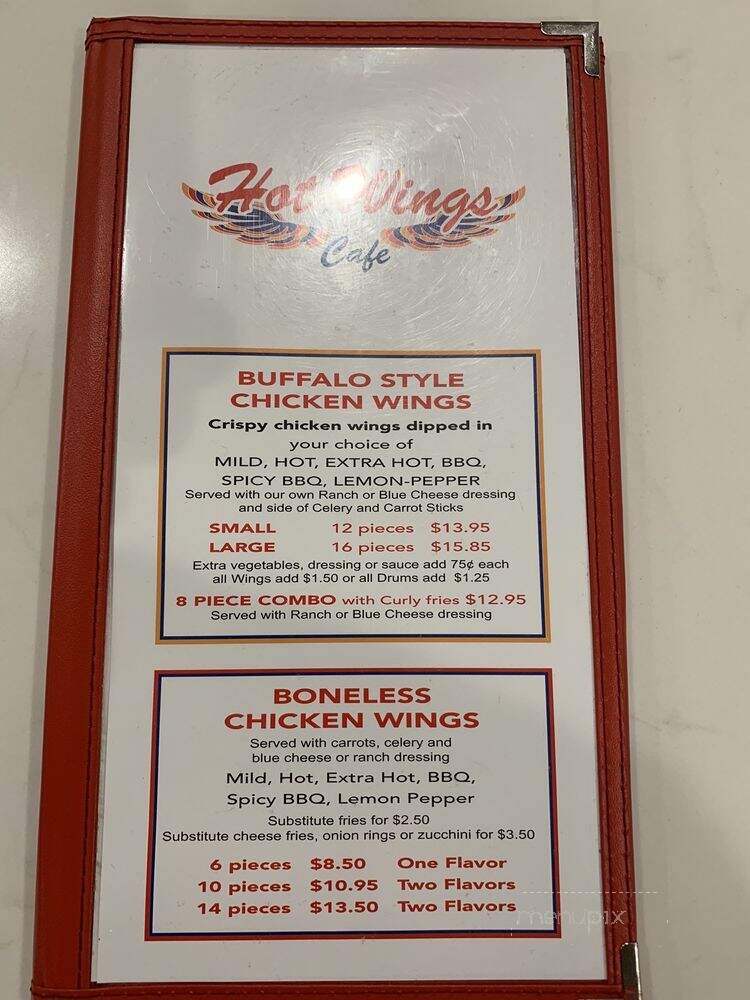 Hot Wings
Cafe
BUFFALO STYLE
CHICKEN WINGS
Crispy chicken wings dipped in
your choice of
MILD, HOT, EXTRA HOT, BBQ,
SPICY BBQ, LEMON-PEPPER
Served with our own Ranch or Blue Cheese dressing
and side of Celery and Carrot Sticks
SMALL 12 pieces $13.95
LARGE 16 pieces $15.85
Extra vegetables, dressing or sauce add 75¢ each
all Wings add $1.50 or all Drums add $1.25
8 PIECE COMBO with Curly fries $12.95
Served with Ranch or Blue Cheese dressing
BONELESS
CHICKEN WINGS
Served with carrots, celery and
blue cheese or ranch dressing
Mild, Hot, Extra Hot, BBQ,
Spicy BBQ, Lemon Pepper
Substitute fries for $2.50
Substitute cheese fries, onion rings or zucchini for $3.50
6 pieces $8.50 One Flavor
10 pieces $10.95 Two Flavors
14 pieces $13.50 Two Flavors
menupix